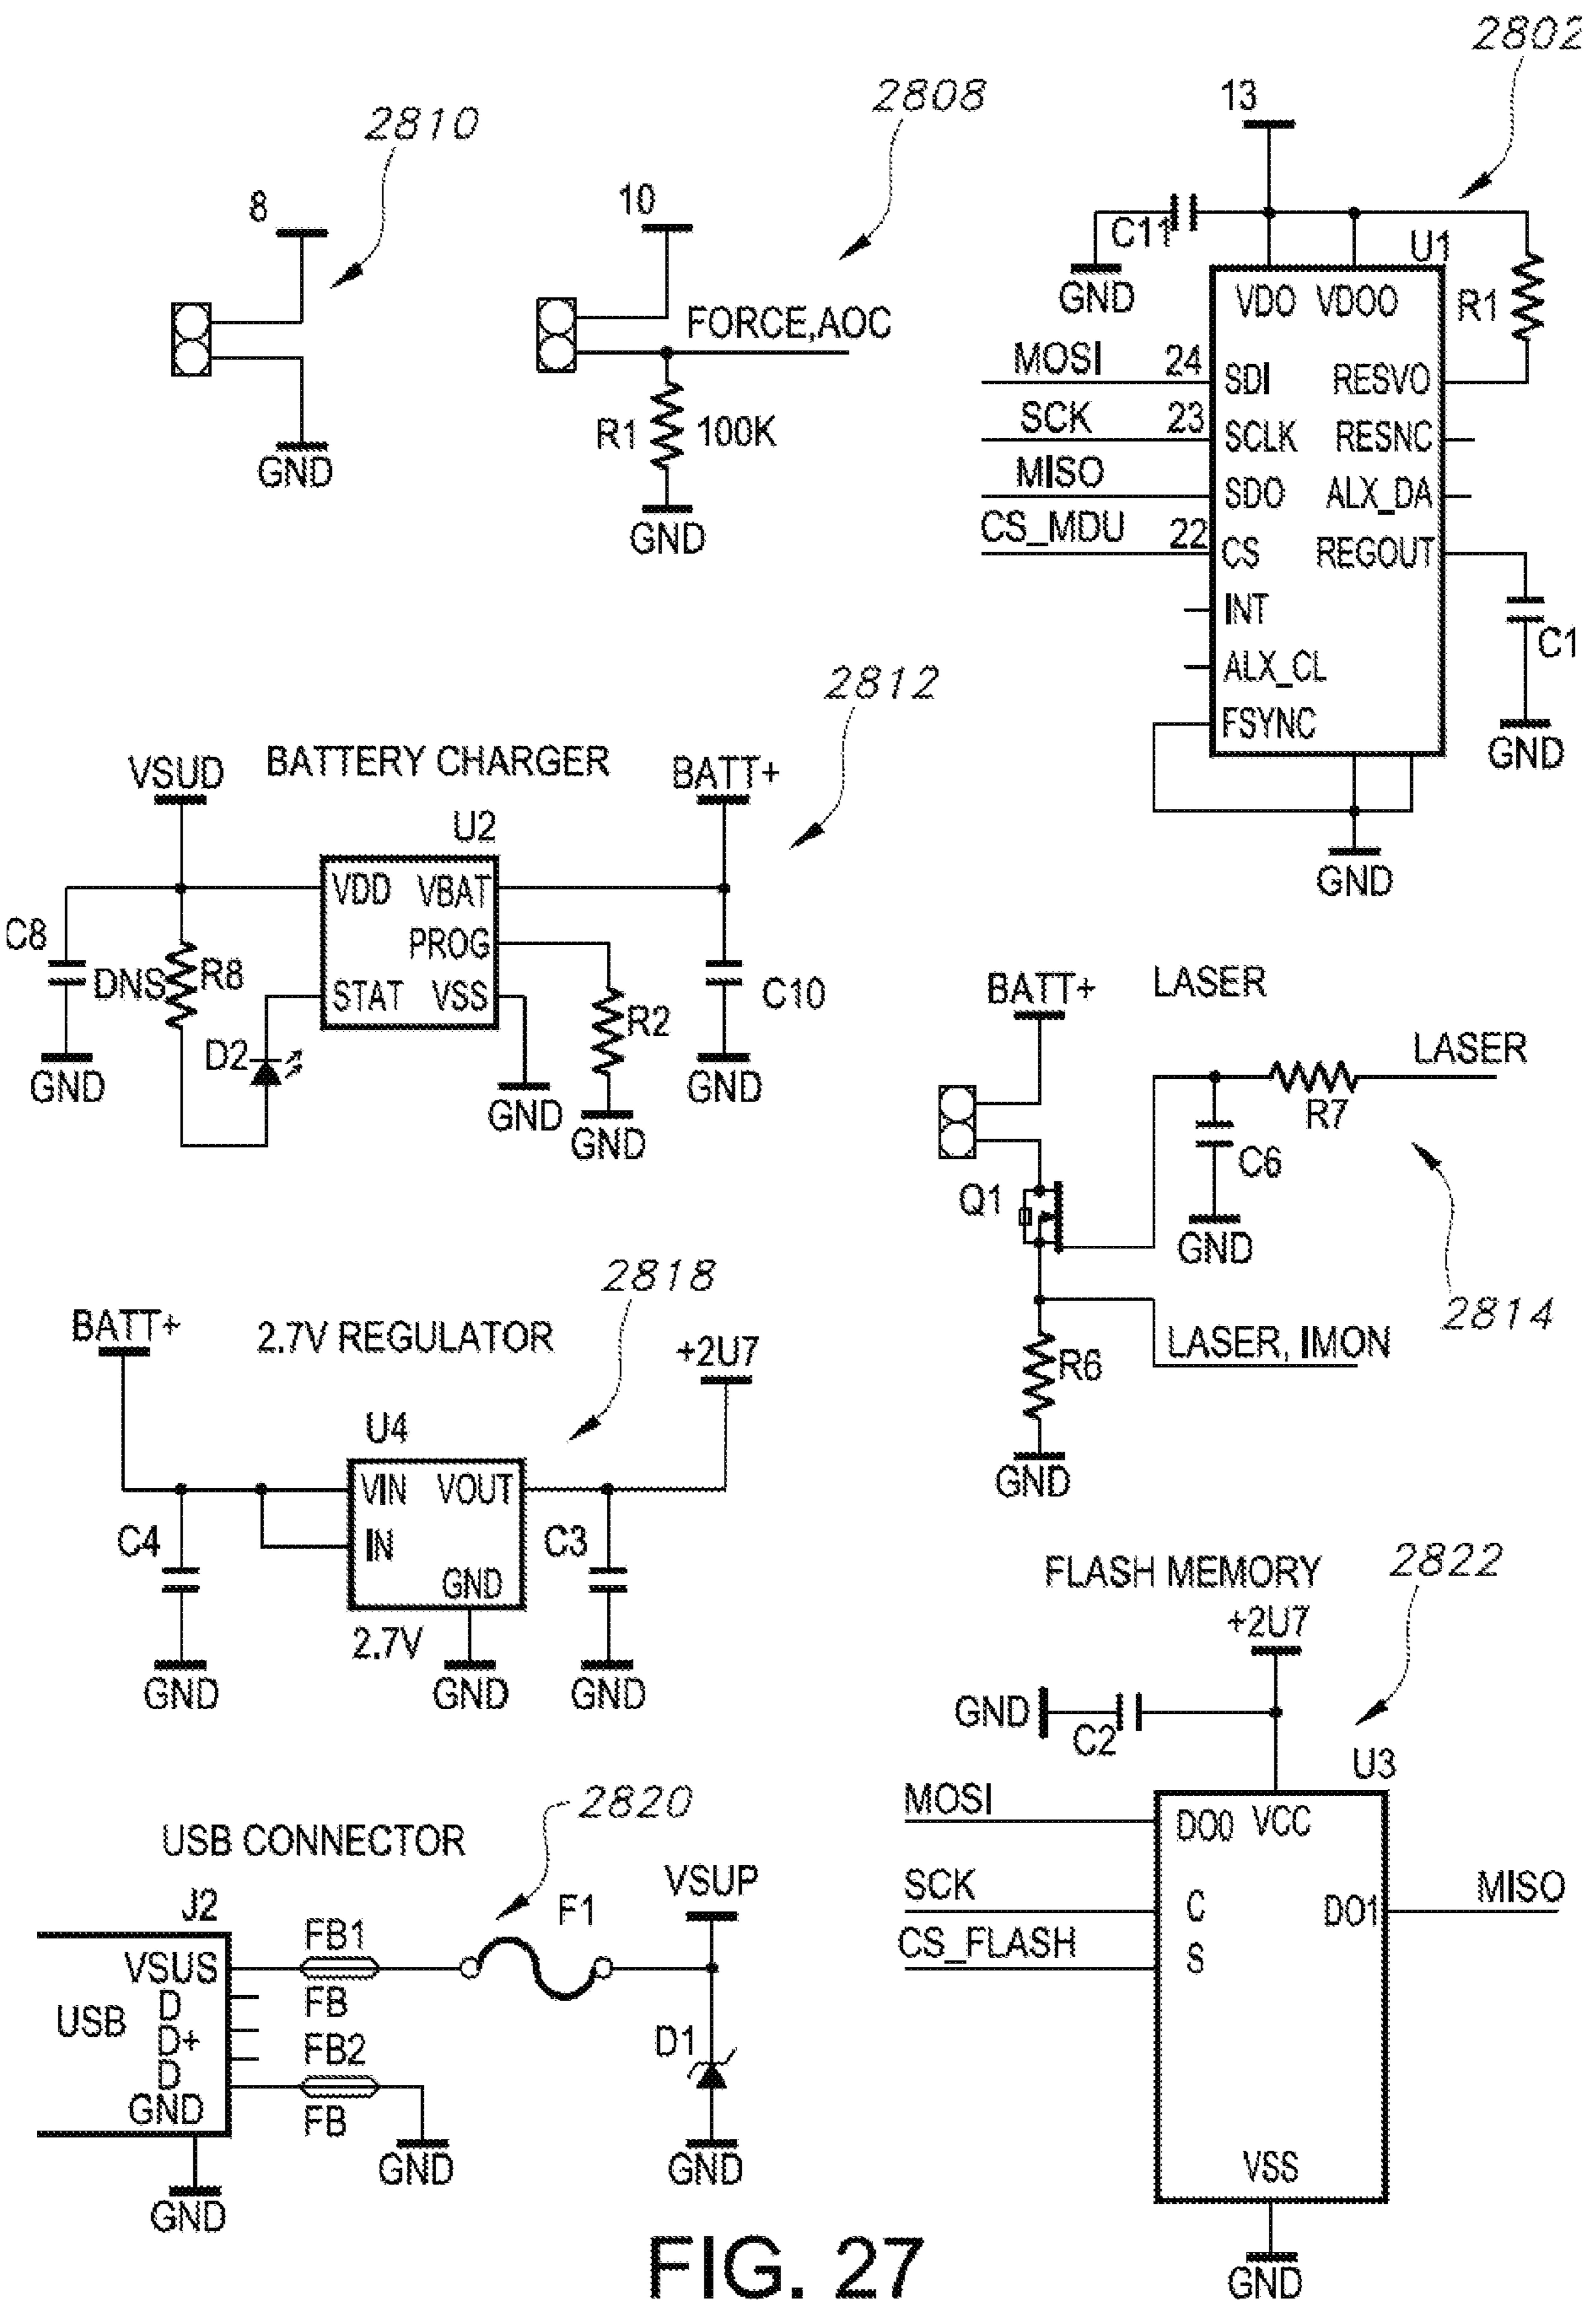 2802
2808
2810
13
8
10
C11
U1
GND
VDO VDOO
R1
FORCE,AOC
MOSI 24 SDI RESVO
R1 100K
SCK 23 SCLK RESNC
GND
MISO SDO ALX_DA
GND
CS_MDU 22 CS REGOUT
INT
C1
ALX_CL
FSYNC
GND
GND
2812
VSUD BATTERY CHARGER BATT+
U2
VDD VBAT
C8
PROG
DNS R8
STAT VSS
R2
C10
D2
GND
GND
GND
GND
BATT+ LASER
LASER
R7
C6
Q1
GND
2814
LASER, IMON
R6
GND
2818
BATT+ 2.7V REGULATOR +2U7
U4
VIN VOUT
C4
IN
C3
GND
2.7V
GND
GND
GND
FLASH MEMORY 2822
+2U7
GND
C2
U3
MOSI DO0 VCC
SCK C DO1 MISO
CS_FLASH S
VSS
GND
2820
USB CONNECTOR
J2
F1
VSUP
FB1
VSUS
FB
D
USB
D+
FB2
D
D1
GND
FB
GND
GND
GND
FIG. 27